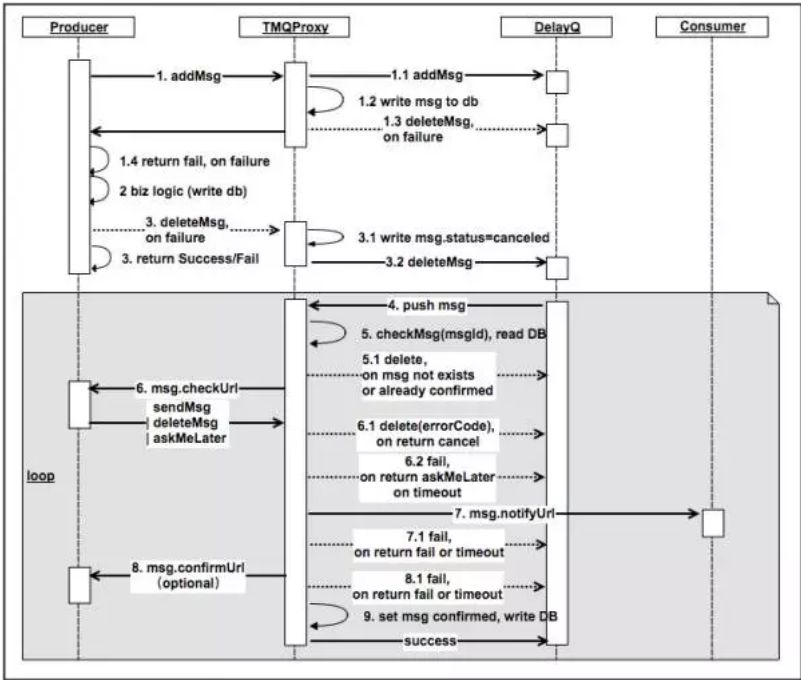 Producer
TMQProxy
DelayQ
Consumer
1. addMsg
1.1 addMsg
1.2 write msg to db
1.3 deleteMsg,
on failure
1.4 return fail, on failure
2 biz logic (write db)
3. deleteMsg,
on failure
3.1 write msg.status=canceled
3. return Success/Fail
3.2 deleteMsg
4. push msg
5. checkMsg(msgId), read DB
5.1 delete,
on msg not exists
or already confirmed
6. msg.checkUrl
sendMsg
| deleteMsg
| askMeLater
6.1 delete(errorCode),
on return cancel
6.2 fail,
on return askMeLater
on timeout
loop
7. msg.notifyUrl
7.1 fail,
on return fail or timeout
8. msg.confirmUrl
（optional）
8.1 fail,
on return fail or timeout
9. set msg confirmed, write DB
success